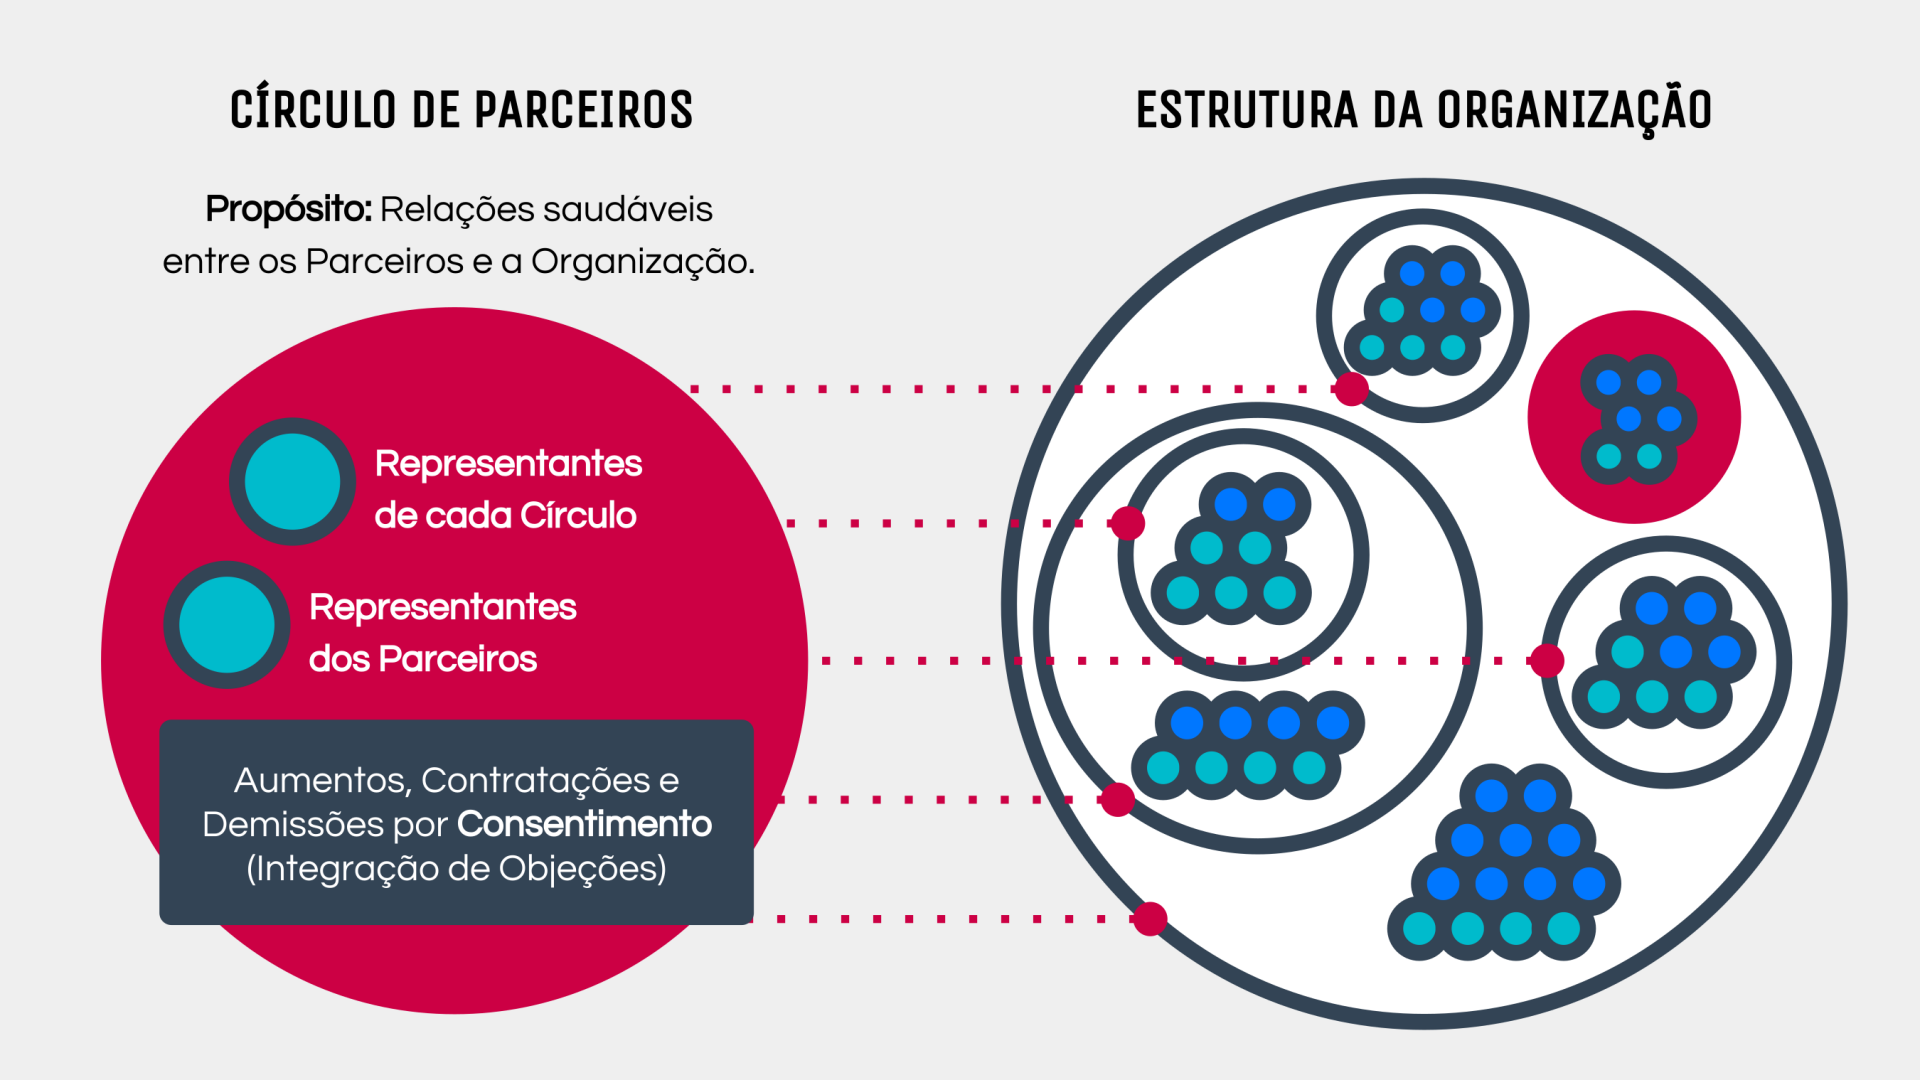 CÍRCULO DE PARCEIROS
Propósito: Relações saudáveis
entre os Parceiros e a Organização.
Representantes
de cada Círculo
Representantes
dos Parceiros
Aumentos, Contratações e
Demissões por Consentimento
(Integração de Objeções)
ESTRUTURA DA ORGANIZAÇÃO